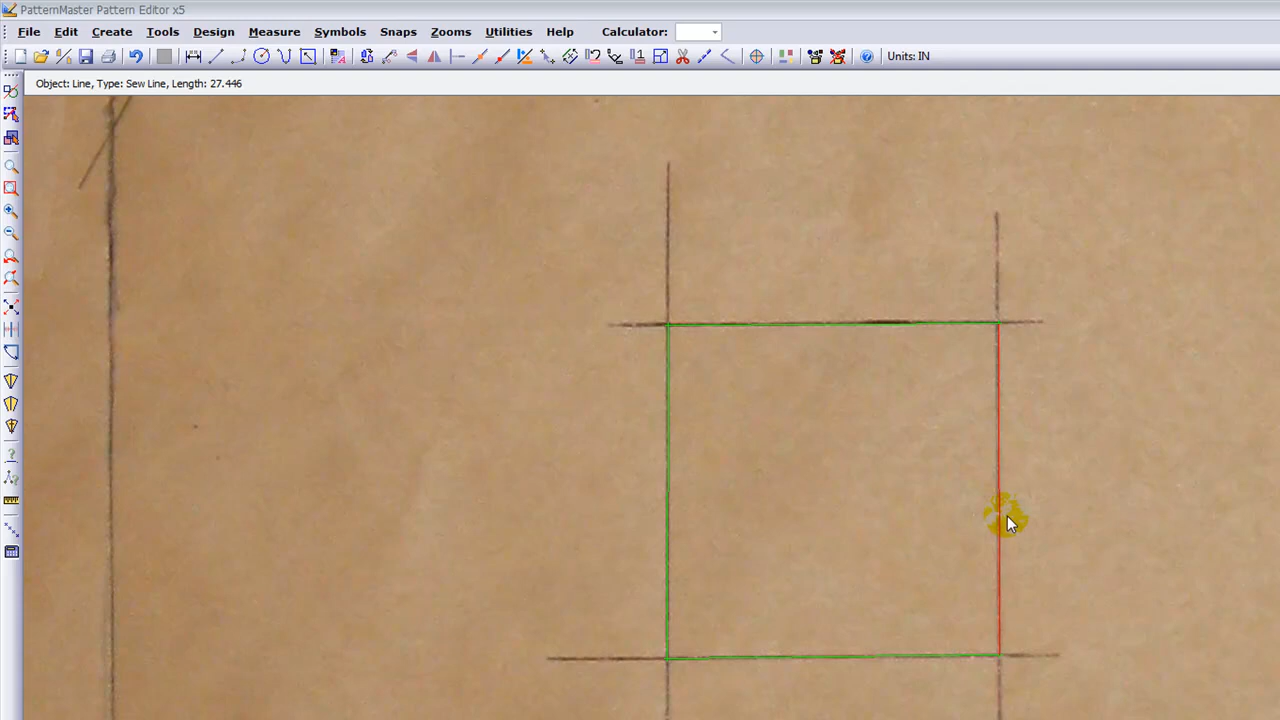 PatternMaster Pattern Editor x5
File Edit Create Tools Design Measure Symbols Snaps Zooms Utilities Help Calculator:
Units: IN
Object: Line, Type: Sew Line, Length: 27.446